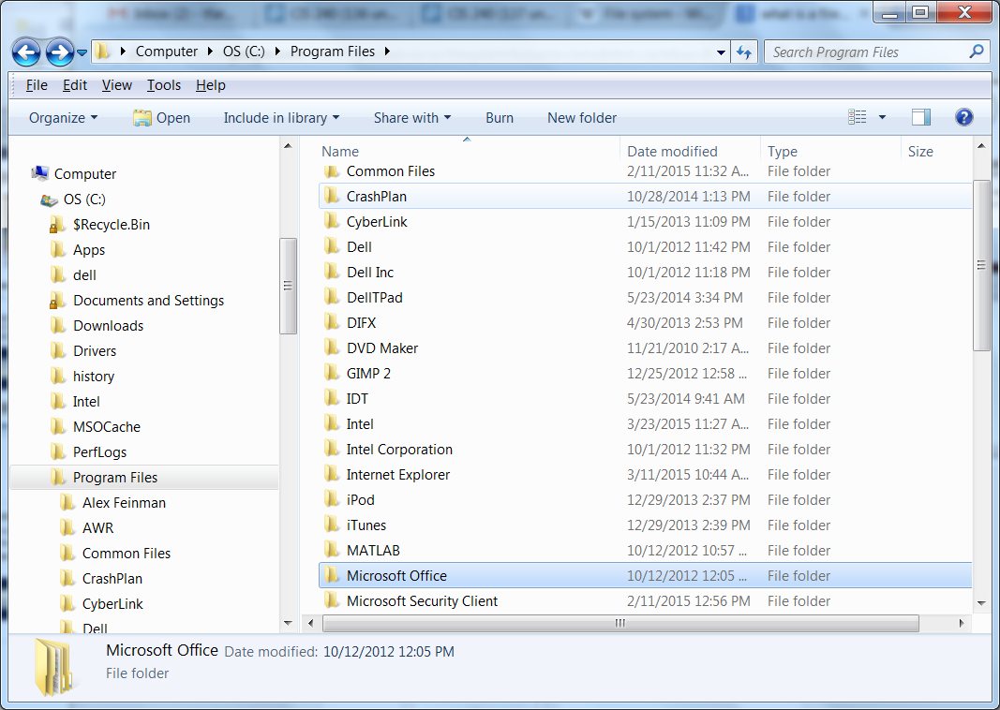 Computer ▸ OS (C:) ▸ Program Files ▸
Search Program Files
File Edit View Tools Help
Organize Open Include in library Share with Burn New folder
Computer
OS (C:)
$Recycle.Bin
Apps
dell
Documents and Settings
Downloads
Drivers
history
Intel
MSOCache
PerfLogs
Program Files
Alex Feinman
AWR
Common Files
CrashPlan
CyberLink
Dell
Name Date modified Type Size
Common Files 2/11/2015 11:32 A... File folder
CrashPlan 10/28/2014 1:13 PM File folder
CyberLink 1/15/2013 11:09 PM File folder
Dell 10/1/2012 11:42 PM File folder
Dell Inc 10/1/2012 11:18 PM File folder
DellTPad 5/23/2014 3:34 PM File folder
DIFX 4/30/2013 2:53 PM File folder
DVD Maker 11/21/2010 2:17 A... File folder
GIMP 2 12/25/2012 12:58 ... File folder
IDT 5/23/2014 9:41 AM File folder
Intel 3/23/2015 11:27 A... File folder
Intel Corporation 10/1/2012 11:32 PM File folder
Internet Explorer 3/11/2015 10:44 A... File folder
iPod 12/29/2013 2:37 PM File folder
iTunes 12/29/2013 2:39 PM File folder
MATLAB 10/12/2012 10:57 ... File folder
Microsoft Office 10/12/2012 12:05 ... File folder
Microsoft Security Client 2/11/2015 12:56 PM File folder
Microsoft Office Date modified: 10/12/2012 12:05 PM
File folder